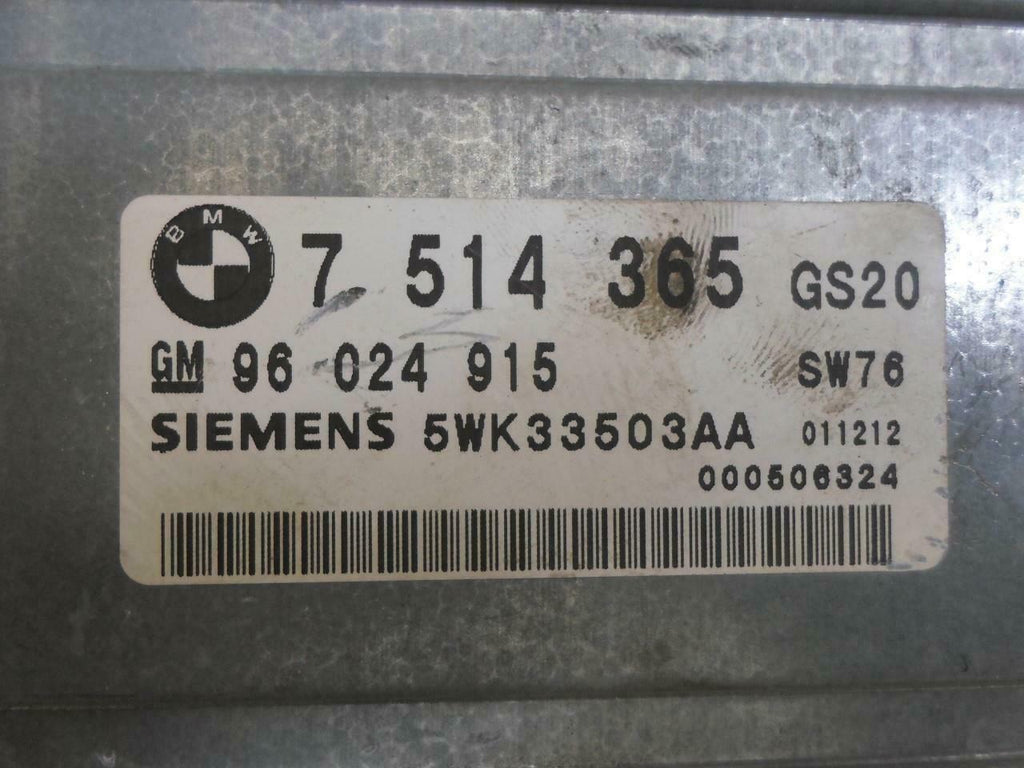 BMW 7 514 365 GS20
GM 96 024 915 SW76
SIEMENS 5WK33503AA 011212
000506324